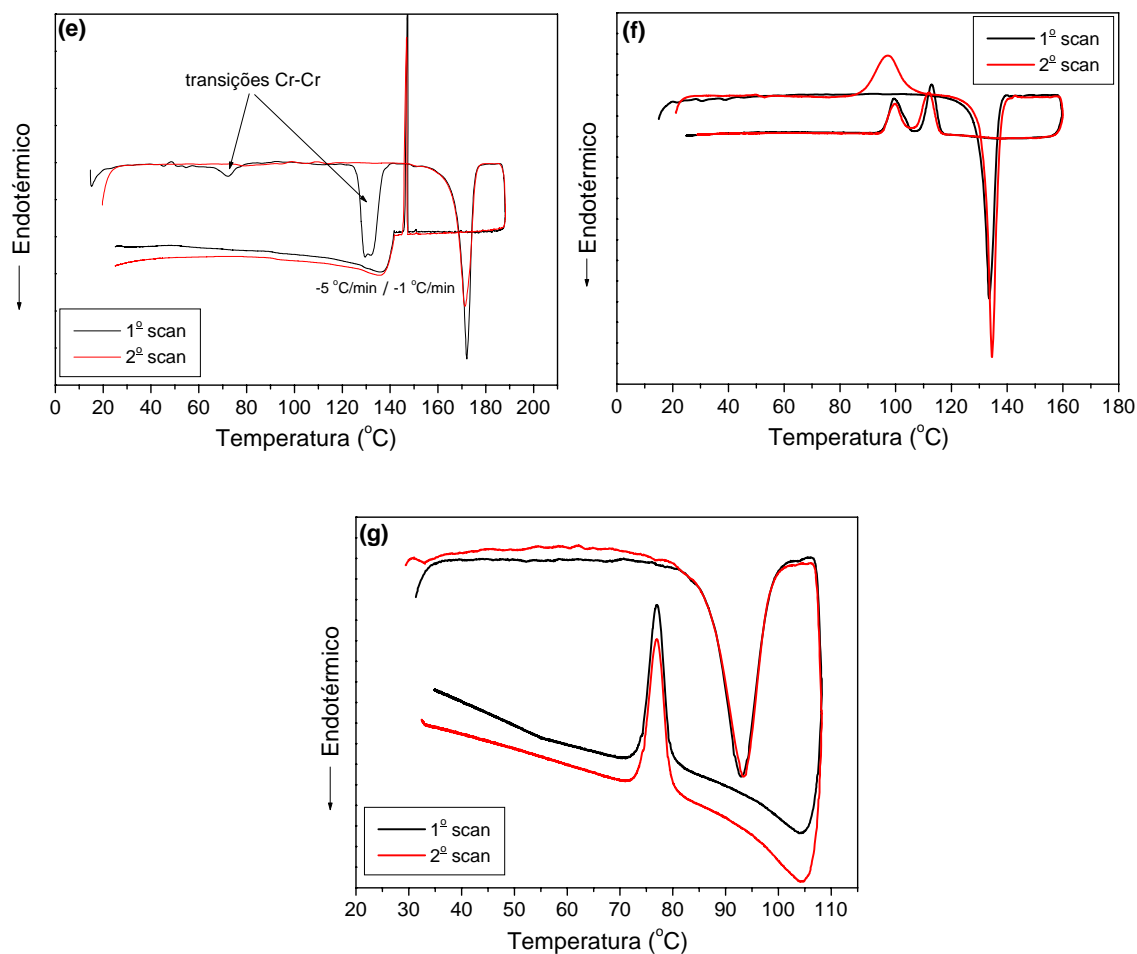 (e)
transições Cr-Cr
Endotérmico
-5 °C/min / -1 °C/min
1º scan
2º scan
0 20 40 60 80 100 120 140 160 180 200
Temperatura (°C)
(f)
1º scan
2º scan
Endotérmico
0 20 40 60 80 100 120 140 160 180
Temperatura (°C)
(g)
Endotérmico
1º scan
2º scan
20 30 40 50 60 70 80 90 100 110
Temperatura (°C)